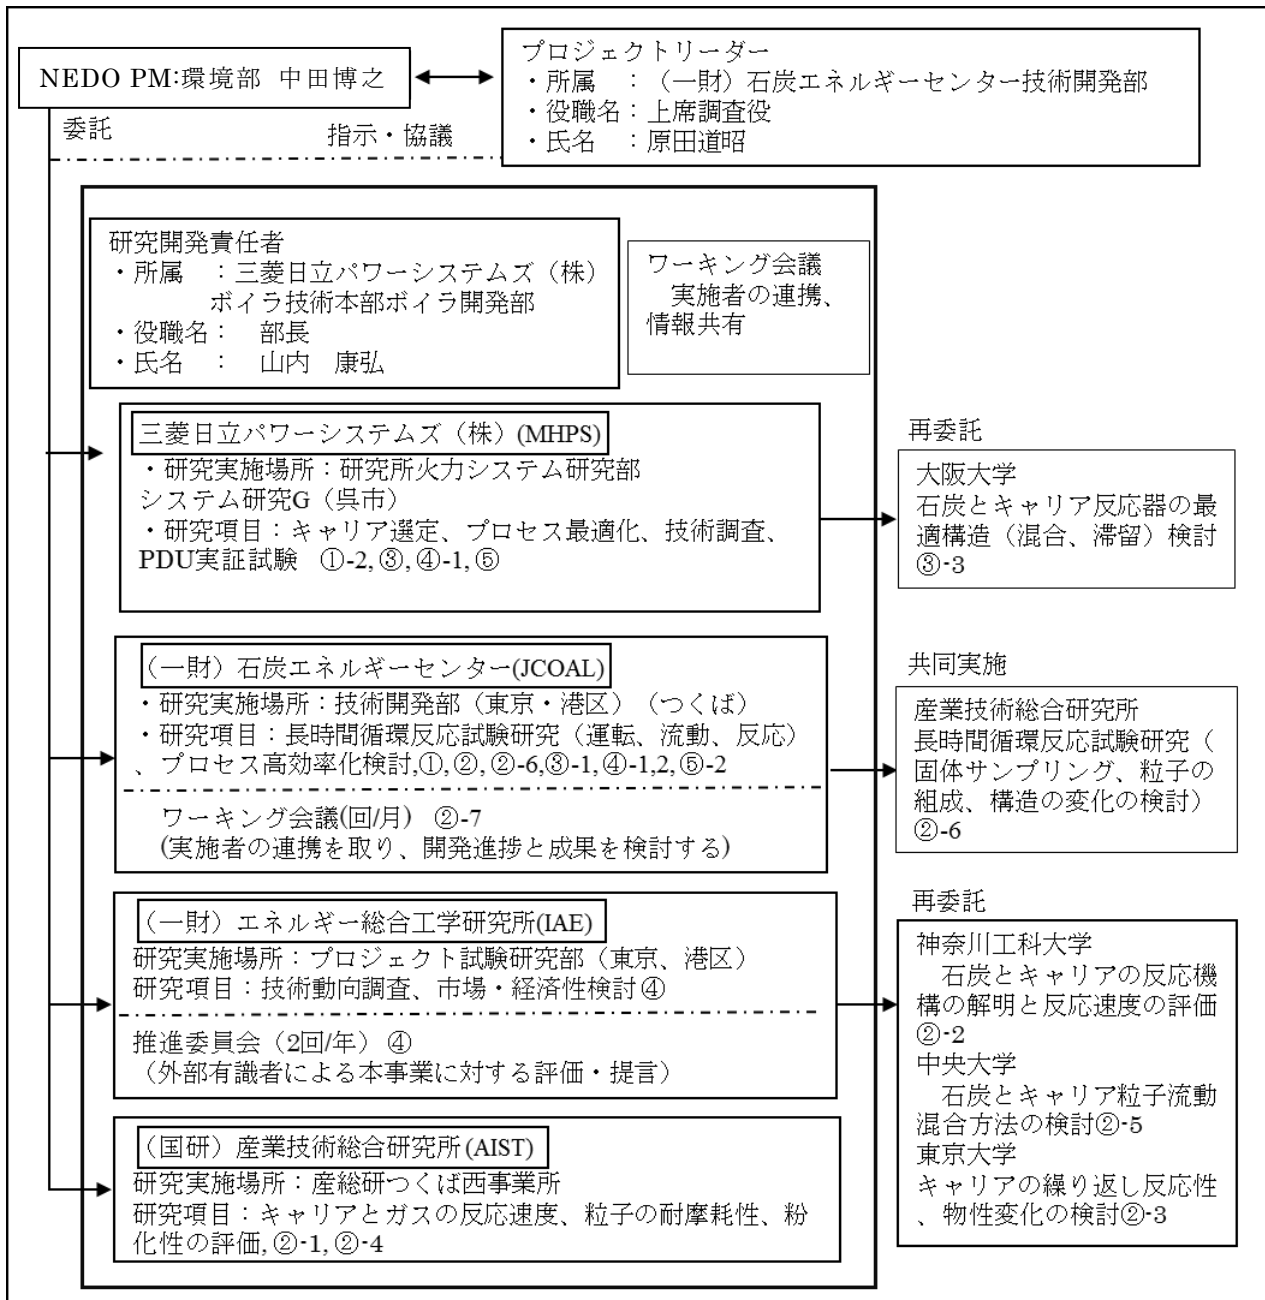 NEDO PM:環境部 中田博之
プロジェクトリーダー
・所属　：（一財）石炭エネルギーセンター技術開発部
・役職名：上席調査役
・氏名　：原田道昭
委託
指示・協議
研究開発責任者
・所属　：三菱日立パワーシステムズ（株）
ボイラ技術本部ボイラ開発部
・役職名：　部長
・氏名　：　山内　康弘
ワーキング会議
実施者の連携、
情報共有
三菱日立パワーシステムズ（株）(MHPS)
・研究実施場所：研究所火力システム研究部
システム研究G（呉市）
・研究項目：キャリア選定、プロセス最適化、技術調査、
PDU実証試験　①-2, ③, ④-1, ⑤
再委託
大阪大学
石炭とキャリア反応器の最
適構造（混合、滞留）検討
③-3
（一財）石炭エネルギーセンター(JCOAL)
・研究実施場所：技術開発部（東京・港区）（つくば）
・研究項目：長時間循環反応試験研究（運転、流動、反応）
、プロセス高効率化検討,①, ②, ②-6,③-1, ④-1,2, ⑤-2
ワーキング会議(回/月)　②-7
(実施者の連携を取り、開発進捗と成果を検討する)
共同実施
産業技術総合研究所
長時間循環反応試験研究（
固体サンプリング、粒子の
組成、構造の変化の検討）
②-6
（一財）エネルギー総合工学研究所(IAE)
研究実施場所：プロジェクト試験研究部（東京、港区）
研究項目：技術動向調査、市場・経済性検討④
推進委員会（2回/年）④
（外部有識者による本事業に対する評価・提言）
再委託
神奈川工科大学
石炭とキャリアの反応機
構の解明と反応速度の評価
②-2
中央大学
石炭とキャリア粒子流動
混合方法の検討②-5
東京大学
キャリアの繰り返し反応性
、物性変化の検討②-3
（国研）産業技術総合研究所(AIST)
研究実施場所：産総研つくば西事業所
研究項目：キャリアとガスの反応速度、粒子の耐摩耗性、粉
化性の評価, ②-1, ②-4